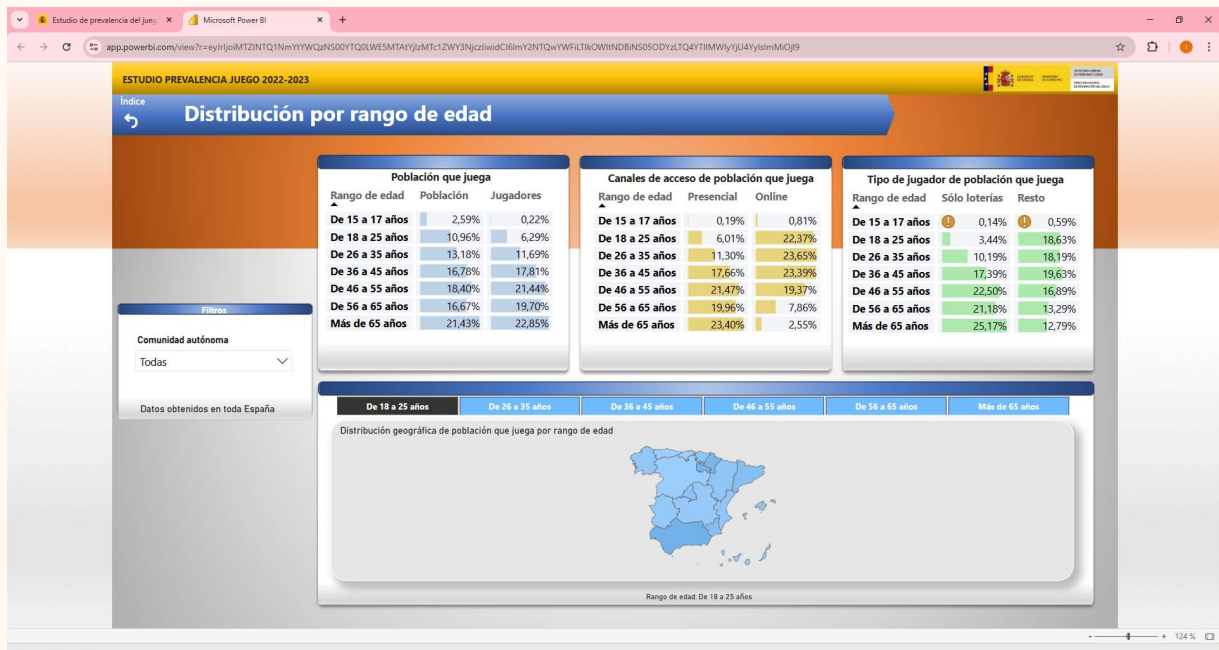 Estudio de prevalencia del jueg
Microsoft Power BI
ESTUDIO PREVALENCIA JUEGO 2022-2023
Índice
Distribución por rango de edad
Población que juega
Rango de edad Población Jugadores
De 15 a 17 años 2,59% 0,22%
De 18 a 25 años 10,96% 6,29%
De 26 a 35 años 13,18% 11,69%
De 36 a 45 años 16,78% 17,81%
De 46 a 55 años 18,40% 21,44%
De 56 a 65 años 16,67% 19,70%
Más de 65 años 21,43% 22,85%
Canales de acceso de población que juega
Rango de edad Presencial Online
De 15 a 17 años 0,19% 0,81%
De 18 a 25 años 6,01% 22,37%
De 26 a 35 años 11,30% 23,65%
De 36 a 45 años 17,66% 23,39%
De 46 a 55 años 21,47% 19,37%
De 56 a 65 años 19,96% 7,86%
Más de 65 años 23,40% 2,55%
Tipo de jugador de población que juega
Rango de edad Sólo loterías Resto
De 15 a 17 años 0,14% 0,59%
De 18 a 25 años 3,44% 18,63%
De 26 a 35 años 10,19% 18,19%
De 36 a 45 años 17,39% 19,63%
De 46 a 55 años 22,50% 16,89%
De 56 a 65 años 21,18% 13,29%
Más de 65 años 25,17% 12,79%
Filtros
Comunidad autónoma
Todas
Datos obtenidos en toda España
De 18 a 25 años De 26 a 35 años De 36 a 45 años De 46 a 55 años De 56 a 65 años Más de 65 años
Distribución geográfica de población que juega por rango de edad
Rango de edad: De 18 a 25 años
124 %